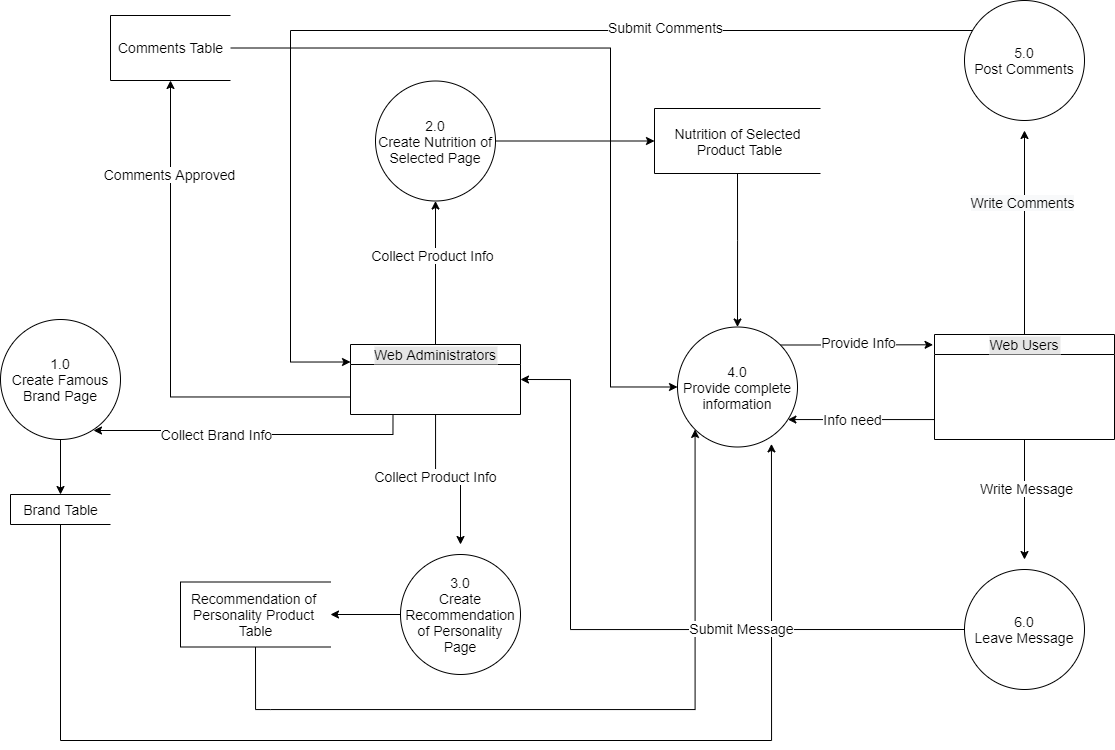 Submit Comments
5.0
Post Comments
Comments Table
2.0
Create Nutrition of
Selected Page
Nutrition of Selected
Product Table
Comments Approved
Write Comments
Collect Product Info
Web Administrators
Provide Info
Web Users
1.0
Create Famous
Brand Page
4.0
Provide complete
information
Info need
Collect Brand Info
Collect Product Info
Write Message
Brand Table
3.0
Create
Recommendation
of Personality
Page
Recommendation of
Personality Product
Table
Submit Message
6.0
Leave Message